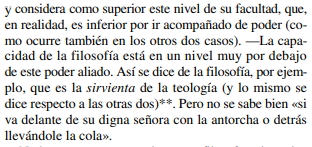 y considera como superior este nivel de su facultad, que,
en realidad, es inferior por ir acompañado de poder (co-
mo ocurre también en los otros dos casos). —La capa-
cidad de la filosofía está en un nivel muy por debajo
de este poder aliado. Así se dice de la filosofía, por ejem-
plo, que es la sirvienta de la teología (y lo mismo se
dice respecto a las otras dos)**. Pero no se sabe bien «si
va delante de su digna señora con la antorcha o detrás
llevándole la cola».